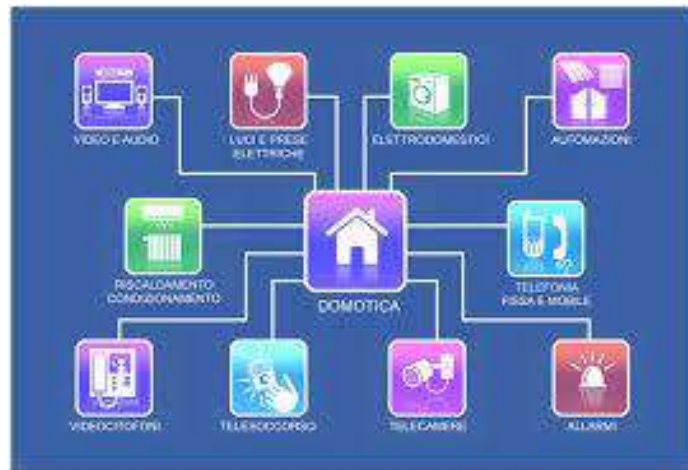 VIDEO E AUDIO
LUCI E PRESE
ELETTRICHE
ELETTRODOMESTICI
AUTOMAZIONI
RISCALDAMENTO
CONDIZIONAMENTO
DOMOTICA
TELEFONIA
FISSA E MOBILE
VIDEOCITOFONI
TELESOCCORSO
TELECAMERE
ALLARMI